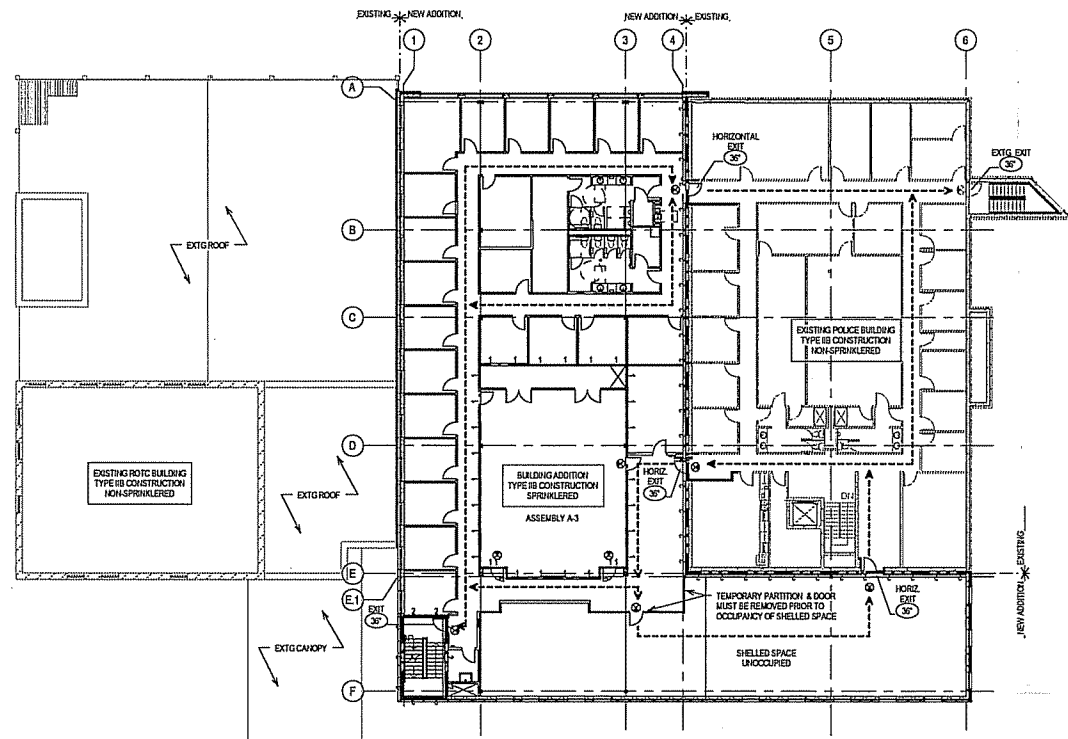 EXISTING NEW ADDITION
NEW ADDITION EXISTING
1
2
3
4
5
6
A
HORIZONTAL
EXIT
36"
EXTG EXIT
36"
B
EXTG ROOF
C
EXISTING POLICE BUILDING
TYPE IIB CONSTRUCTION
NON-SPRINKLERED
D
EXISTING ROTC BUILDING
TYPE IIB CONSTRUCTION
NON-SPRINKLERED
EXTG ROOF
BUILDING ADDITION
TYPE IIB CONSTRUCTION
SPRINKLERED
ASSEMBLY A-3
HORIZ.
EXIT
36"
DN
E
E.1
EXIT
36"
TEMPORARY PARTITION & DOOR
MUST BE REMOVED PRIOR TO
OCCUPANCY OF SHELLED SPACE
HORIZ.
EXIT
36"
EXISTING
NEW ADDITION
EXTG CANOPY
SHELLED SPACE
UNOCCUPIED
F